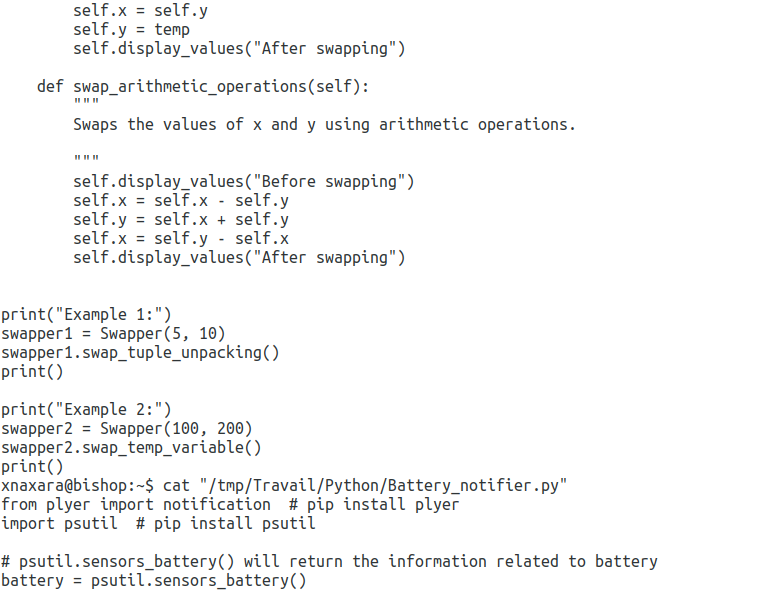 self.x = self.y
        self.y = temp
        self.display_values("After swapping")

    def swap_arithmetic_operations(self):
        """
        Swaps the values of x and y using arithmetic operations.

        """
        self.display_values("Before swapping")
        self.x = self.x - self.y
        self.y = self.x + self.y
        self.x = self.y - self.x
        self.display_values("After swapping")


print("Example 1:")
swapper1 = Swapper(5, 10)
swapper1.swap_tuple_unpacking()
print()

print("Example 2:")
swapper2 = Swapper(100, 200)
swapper2.swap_temp_variable()
print()
xnaxara@bishop:~$ cat "/tmp/Travail/Python/Battery_notifier.py"
from plyer import notification  # pip install plyer
import psutil  # pip install psutil

# psutil.sensors_battery() will return the information related to battery
battery = psutil.sensors_battery()